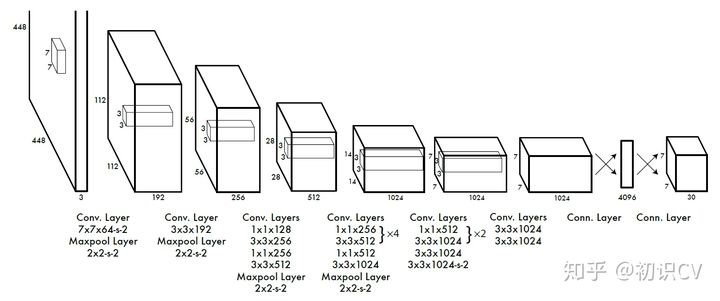 448
448
7
7
3
112
112
3
3
192
56
56
3
3
256
28
28
3
3
512
14
14
3
3
1024
7
7
3
3
1024
7
7
1024
4096
7
7
30
Conv. Layer
7x7x64-s-2
Maxpool Layer
2x2-s-2
Conv. Layer
3x3x192
Maxpool Layer
2x2-s-2
Conv. Layers
1x1x128
3x3x256
1x1x256
3x3x512
Maxpool Layer
2x2-s-2
Conv. Layers
1x1x256
3x3x512 } ×4
1x1x512
3x3x1024
Maxpool Layer
2x2-s-2
Conv. Layers
1x1x512
3x3x1024 } ×2
3x3x1024
3x3x1024-s-2
Conv. Layers
3x3x1024
3x3x1024
Conn. Layer
Conn. Layer
知乎 @初识CV